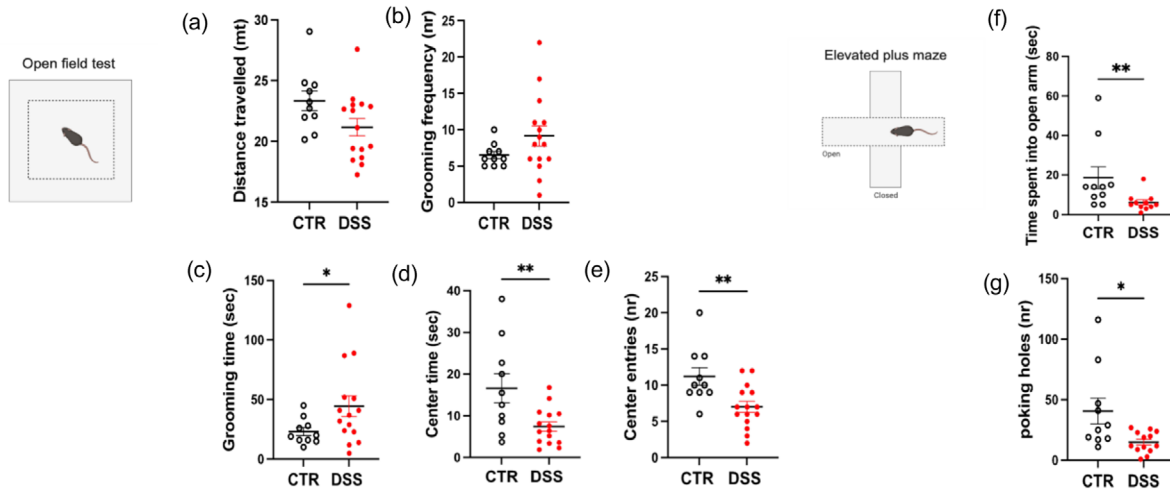 Open field test
(a)
Distance travelled (mt)
30
25
20
15
CTR DSS
(b)
Grooming frequency (nr)
25
20
15
10
5
0
CTR DSS
Elevated plus maze
Open
Closed
(f)
Time spent into open arm (sec)
**
80
60
40
20
0
CTR DSS
(c)
Grooming time (sec)
*
150
100
50
0
CTR DSS
(d)
Center time (sec)
**
40
30
20
10
0
CTR DSS
(e)
Center entries (nr)
**
25
20
15
10
5
0
CTR DSS
(g)
poking holes (nr)
*
150
100
50
0
CTR DSS